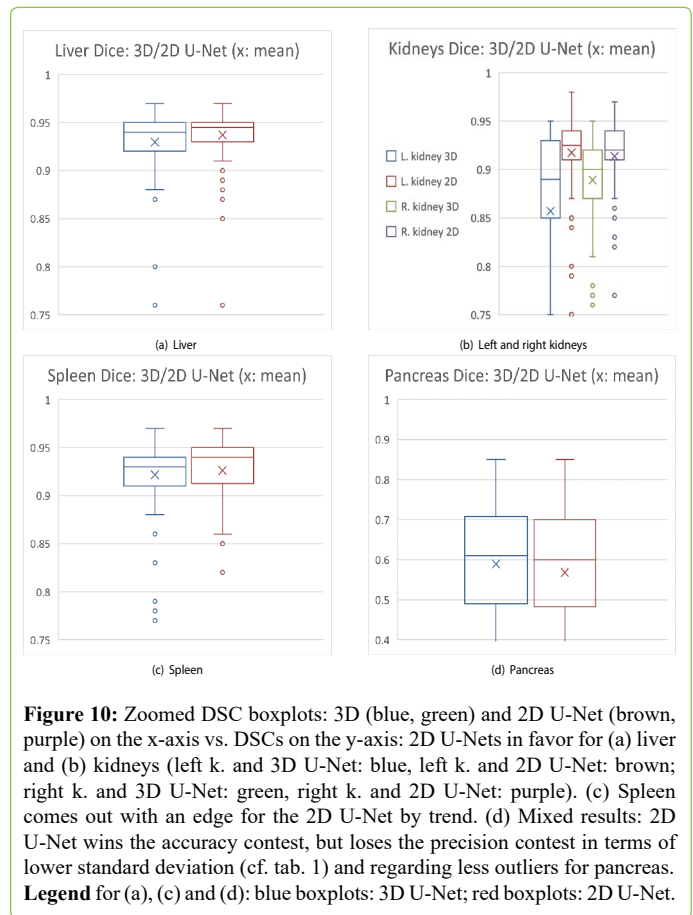 Liver Dice: 3D/2D U-Net (x: mean)
1
0.95
0.9
0.85
0.8
0.75
(a) Liver
Kidneys Dice: 3D/2D U-Net (x: mean)
1
0.95
0.9
0.85
0.8
0.75
L. kidney 3D
L. kidney 2D
R. kidney 3D
R. kidney 2D
(b) Left and right kidneys
Spleen Dice: 3D/2D U-Net (x: mean)
1
0.95
0.9
0.85
0.8
0.75
(c) Spleen
Pancreas Dice: 3D/2D U-Net (x: mean)
1
0.9
0.8
0.7
0.6
0.5
0.4
(d) Pancreas
Figure 10: Zoomed DSC boxplots: 3D (blue, green) and 2D U-Net (brown,
purple) on the x-axis vs. DSCs on the y-axis: 2D U-Nets in favor for (a) liver
and (b) kidneys (left k. and 3D U-Net: blue, left k. and 2D U-Net: brown;
right k. and 3D U-Net: green, right k. and 2D U-Net: purple). (c) Spleen
comes out with an edge for the 2D U-Net by trend. (d) Mixed results: 2D
U-Net wins the accuracy contest, but loses the precision contest in terms of
lower standard deviation (cf. tab. 1) and regarding less outliers for pancreas.
Legend for (a), (c) and (d): blue boxplots: 3D U-Net; red boxplots: 2D U-Net.